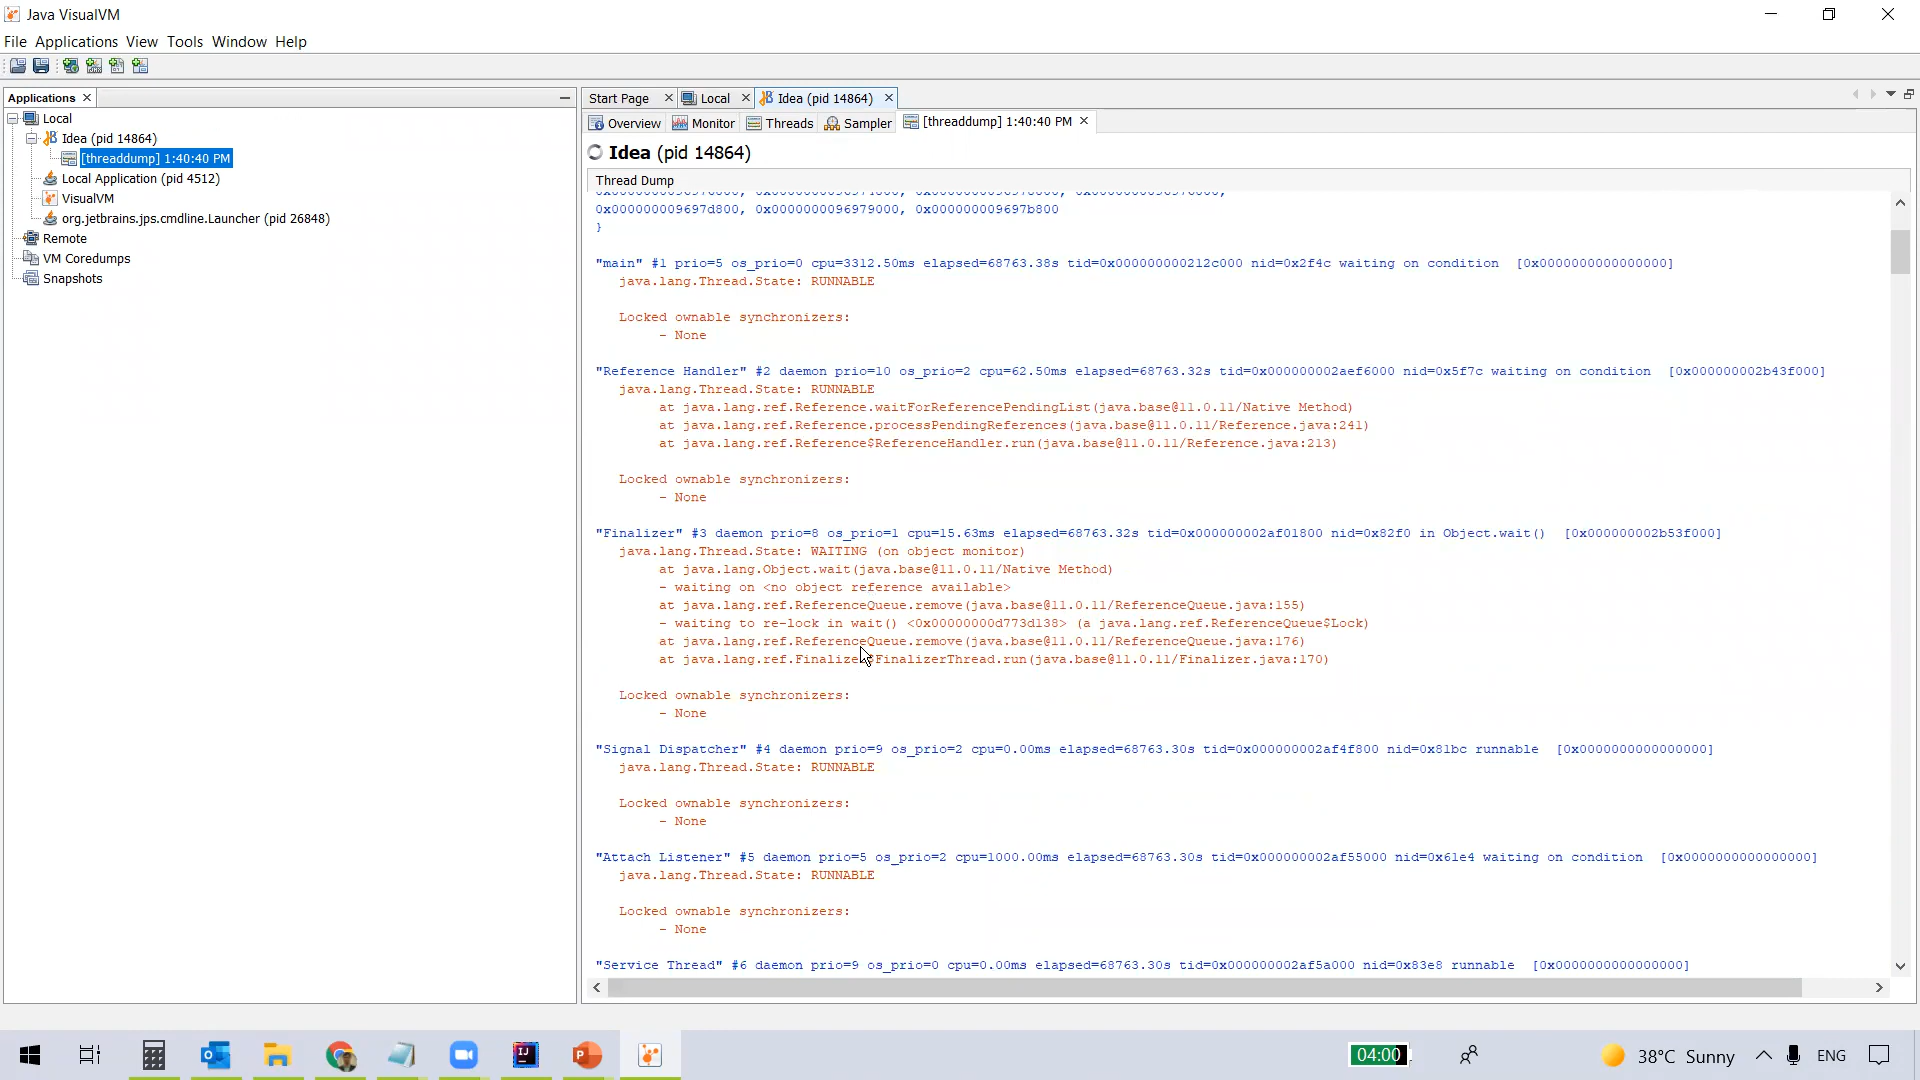 Java VisualVM
File Applications View Tools Window Help
Applications
Local
Idea (pid 14864)
[threaddump] 1:40:40 PM
Local Application (pid 4512)
VisualVM
org.jetbrains.jps.cmdline.Launcher (pid 26848)
Remote
VM Coredumps
Snapshots
Start Page Local Idea (pid 14864)
Overview Monitor Threads Sampler [threaddump] 1:40:40 PM
Idea (pid 14864)
Thread Dump
0x000000009697d800, 0x0000000096979000, 0x000000009697b800
}
"main" #1 prio=5 os_prio=0 cpu=3312.50ms elapsed=68763.38s tid=0x000000000212c000 nid=0x2f4c waiting on condition [0x0000000000000000]
java.lang.Thread.State: RUNNABLE
Locked ownable synchronizers:
- None
"Reference Handler" #2 daemon prio=10 os_prio=2 cpu=62.50ms elapsed=68763.32s tid=0x000000002aef6000 nid=0x5f7c waiting on condition [0x000000002b43f000]
java.lang.Thread.State: RUNNABLE
at java.lang.ref.Reference.waitForReferencePendingList(java.base@11.0.11/Native Method)
at java.lang.ref.Reference.processPendingReferences(java.base@11.0.11/Reference.java:241)
at java.lang.ref.Reference$ReferenceHandler.run(java.base@11.0.11/Reference.java:213)
Locked ownable synchronizers:
- None
"Finalizer" #3 daemon prio=8 os_prio=1 cpu=15.63ms elapsed=68763.32s tid=0x000000002af01800 nid=0x82f0 in Object.wait() [0x000000002b53f000]
java.lang.Thread.State: WAITING (on object monitor)
at java.lang.Object.wait(java.base@11.0.11/Native Method)
- waiting on <no object reference available>
at java.lang.ref.ReferenceQueue.remove(java.base@11.0.11/ReferenceQueue.java:155)
- waiting to re-lock in wait() <0x00000000d773d138> (a java.lang.ref.ReferenceQueue$Lock)
at java.lang.ref.ReferenceQueue.remove(java.base@11.0.11/ReferenceQueue.java:176)
at java.lang.ref.Finalizer$FinalizerThread.run(java.base@11.0.11/Finalizer.java:170)
Locked ownable synchronizers:
- None
"Signal Dispatcher" #4 daemon prio=9 os_prio=2 cpu=0.00ms elapsed=68763.30s tid=0x000000002af4f800 nid=0x81bc runnable [0x0000000000000000]
java.lang.Thread.State: RUNNABLE
Locked ownable synchronizers:
- None
"Attach Listener" #5 daemon prio=5 os_prio=2 cpu=1000.00ms elapsed=68763.30s tid=0x000000002af55000 nid=0x61e4 waiting on condition [0x0000000000000000]
java.lang.Thread.State: RUNNABLE
Locked ownable synchronizers:
- None
"Service Thread" #6 daemon prio=9 os_prio=0 cpu=0.00ms elapsed=68763.30s tid=0x000000002af5a000 nid=0x83e8 runnable [0x0000000000000000]
04:00 38°C Sunny ENG